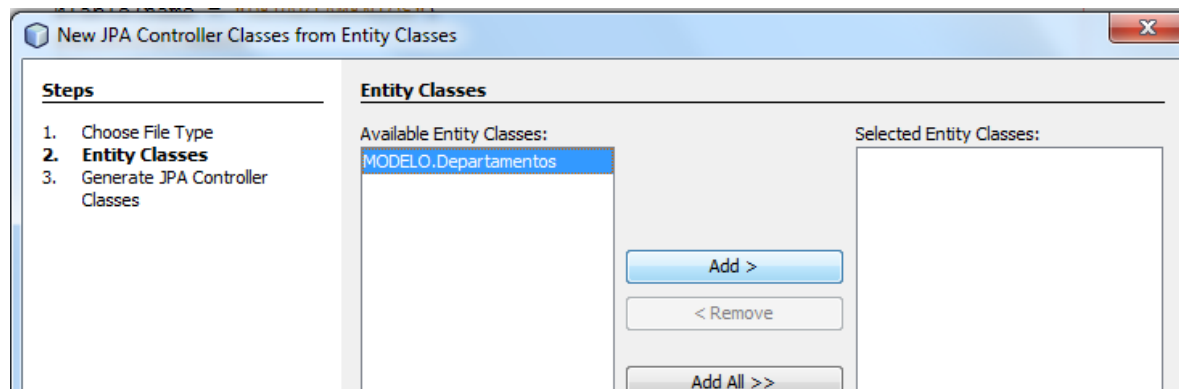 New JPA Controller Classes from Entity Classes
Steps
1. Choose File Type
2. Entity Classes
3. Generate JPA Controller
Classes
Entity Classes
Available Entity Classes:
MODELO.Departamentos
Add >
< Remove
Add All >>
Selected Entity Classes: